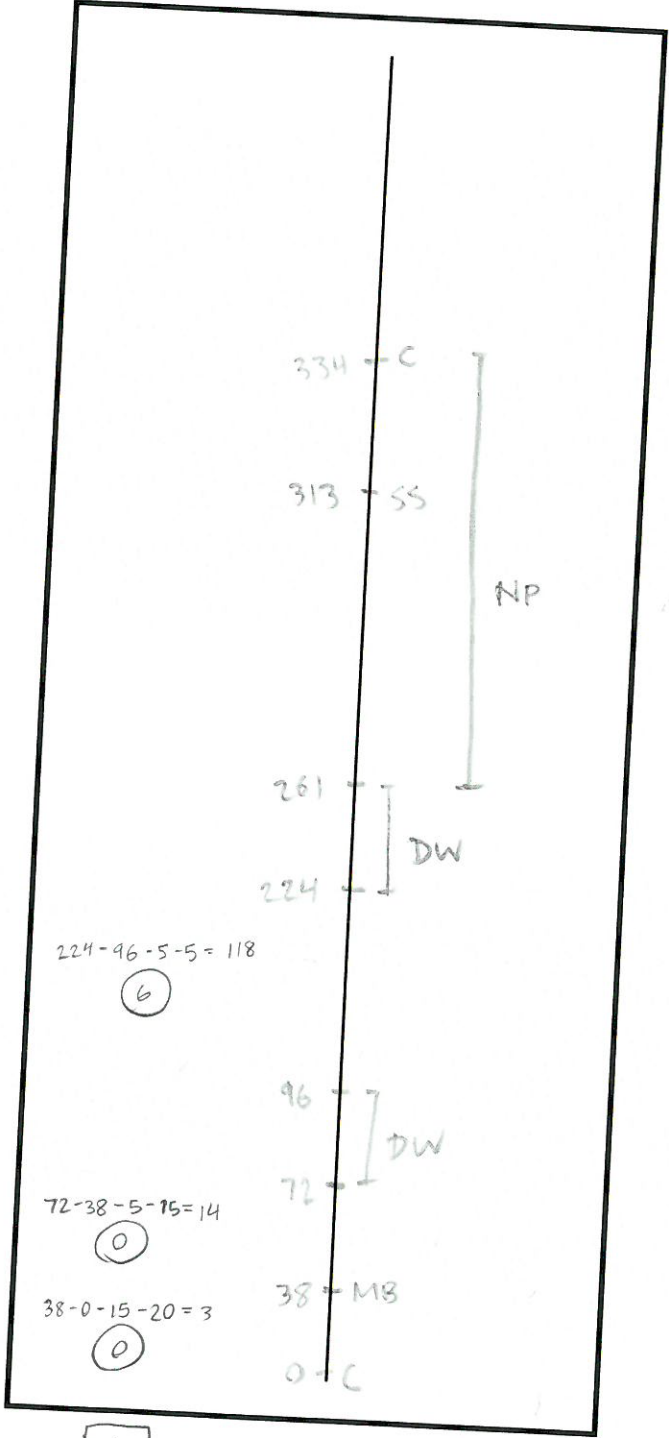 334 C
313 SS
NP
261
DW
224
224-96-5-5= 118
6
96
DW
72
72-38-5-15=14
0
38 MB
38-0-15-20=3
0
0 C